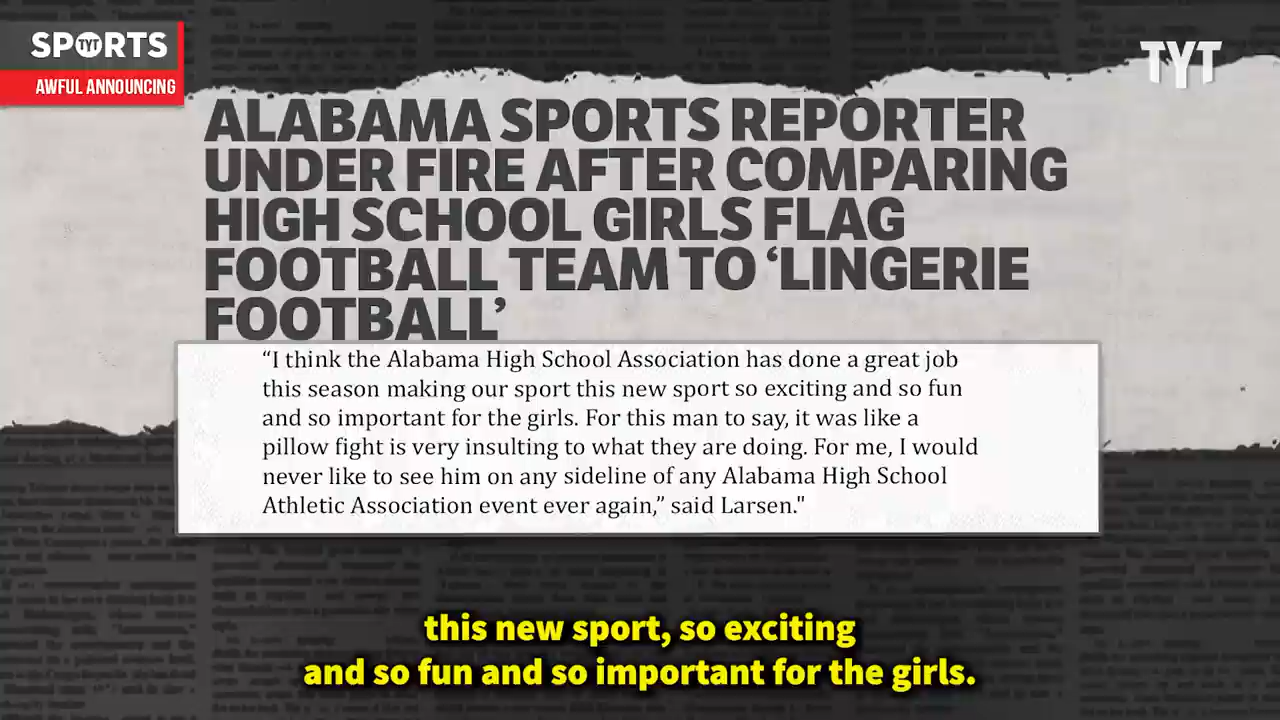 SPORTS
TYT
AWFUL ANNOUNCING
TYT
ALABAMA SPORTS REPORTER
UNDER FIRE AFTER COMPARING
HIGH SCHOOL GIRLS FLAG
FOOTBALL TEAM TO ‘LINGERIE
FOOTBALL’
“I think the Alabama High School Association has done a great job
this season making our sport this new sport so exciting and so fun
and so important for the girls. For this man to say, it was like a
pillow fight is very insulting to what they are doing. For me, I would
never like to see him on any sideline of any Alabama High School
Athletic Association event ever again,” said Larsen."
this new sport, so exciting
and so fun and so important for the girls.